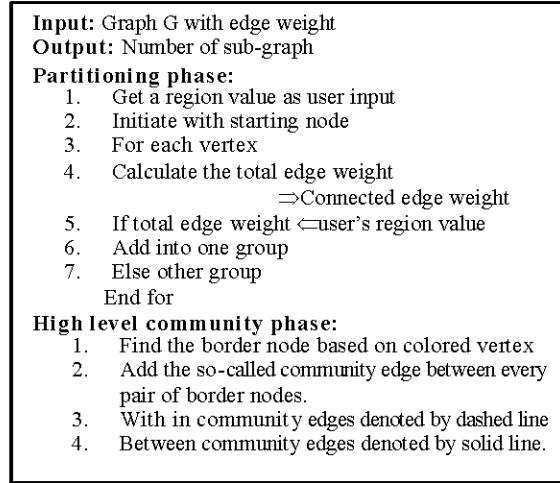 Input: Graph G with edge weight
Output: Number of sub-graph
Partitioning phase:
1. Get a region value as user input
2. Initiate with starting node
3. For each vertex
4. Calculate the total edge weight
⇒Connected edge weight
5. If total edge weight ⇐user's region value
6. Add into one group
7. Else other group
End for
High level community phase:
1. Find the border node based on colored vertex
2. Add the so-called community edge between every
pair of border nodes.
3. With in community edges denoted by dashed line
4. Between community edges denoted by solid line.